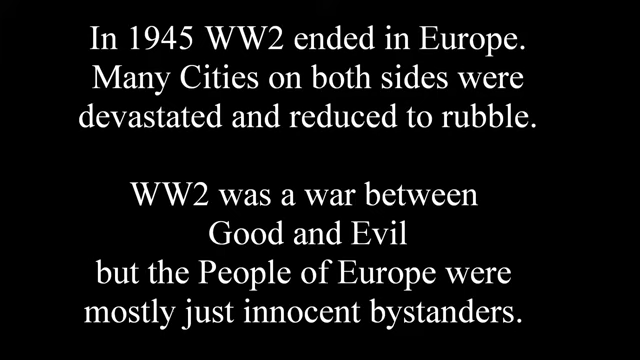 In 1945 WW2 ended in Europe.
Many Cities on both sides were
devastated and reduced to rubble.
WW2 was a war between
Good and Evil
but the People of Europe were
mostly just innocent bystanders.